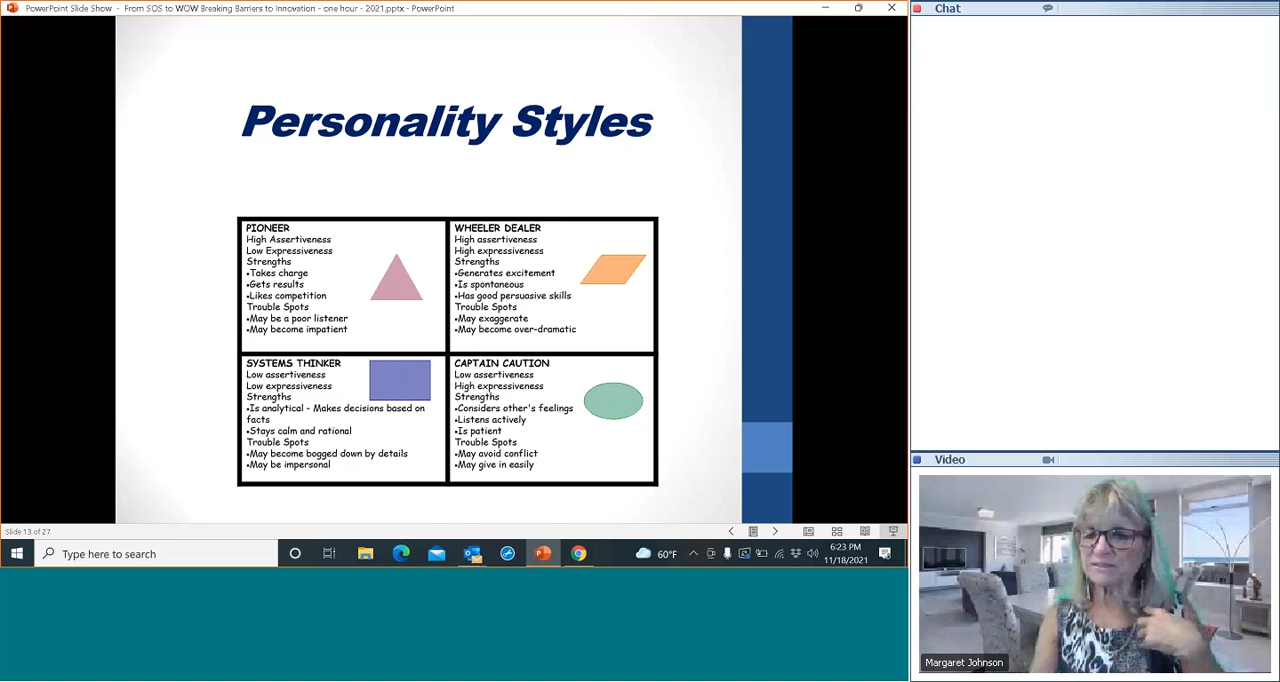 PowerPoint Slide Show - From SOS to WOW Breaking Barriers to Innovation - one hour - 2021.pptx - PowerPoint
Chat
Personality Styles
PIONEER
High Assertiveness
Low Expressiveness
Strengths
•Takes charge
•Gets results
•Likes competition
Trouble Spots
•May be a poor listener
•May become impatient
WHEELER DEALER
High assertiveness
High expressiveness
Strengths
•Generates excitement
•Is spontaneous
•Has good persuasive skills
Trouble Spots
•May exaggerate
•May become over-dramatic
SYSTEMS THINKER
Low assertiveness
Low expressiveness
Strengths
•Is analytical - Makes decisions based on
facts
•Stays calm and rational
Trouble Spots
•May become bogged down by details
•May be impersonal
CAPTAIN CAUTION
Low assertiveness
High expressiveness
Strengths
•Considers other's feelings
•Listens actively
•Is patient
Trouble Spots
•May avoid conflict
•May give in easily
Video
Slide 13 of 27
Type here to search
60°F
6:23 PM
11/18/2021
Margaret Johnson